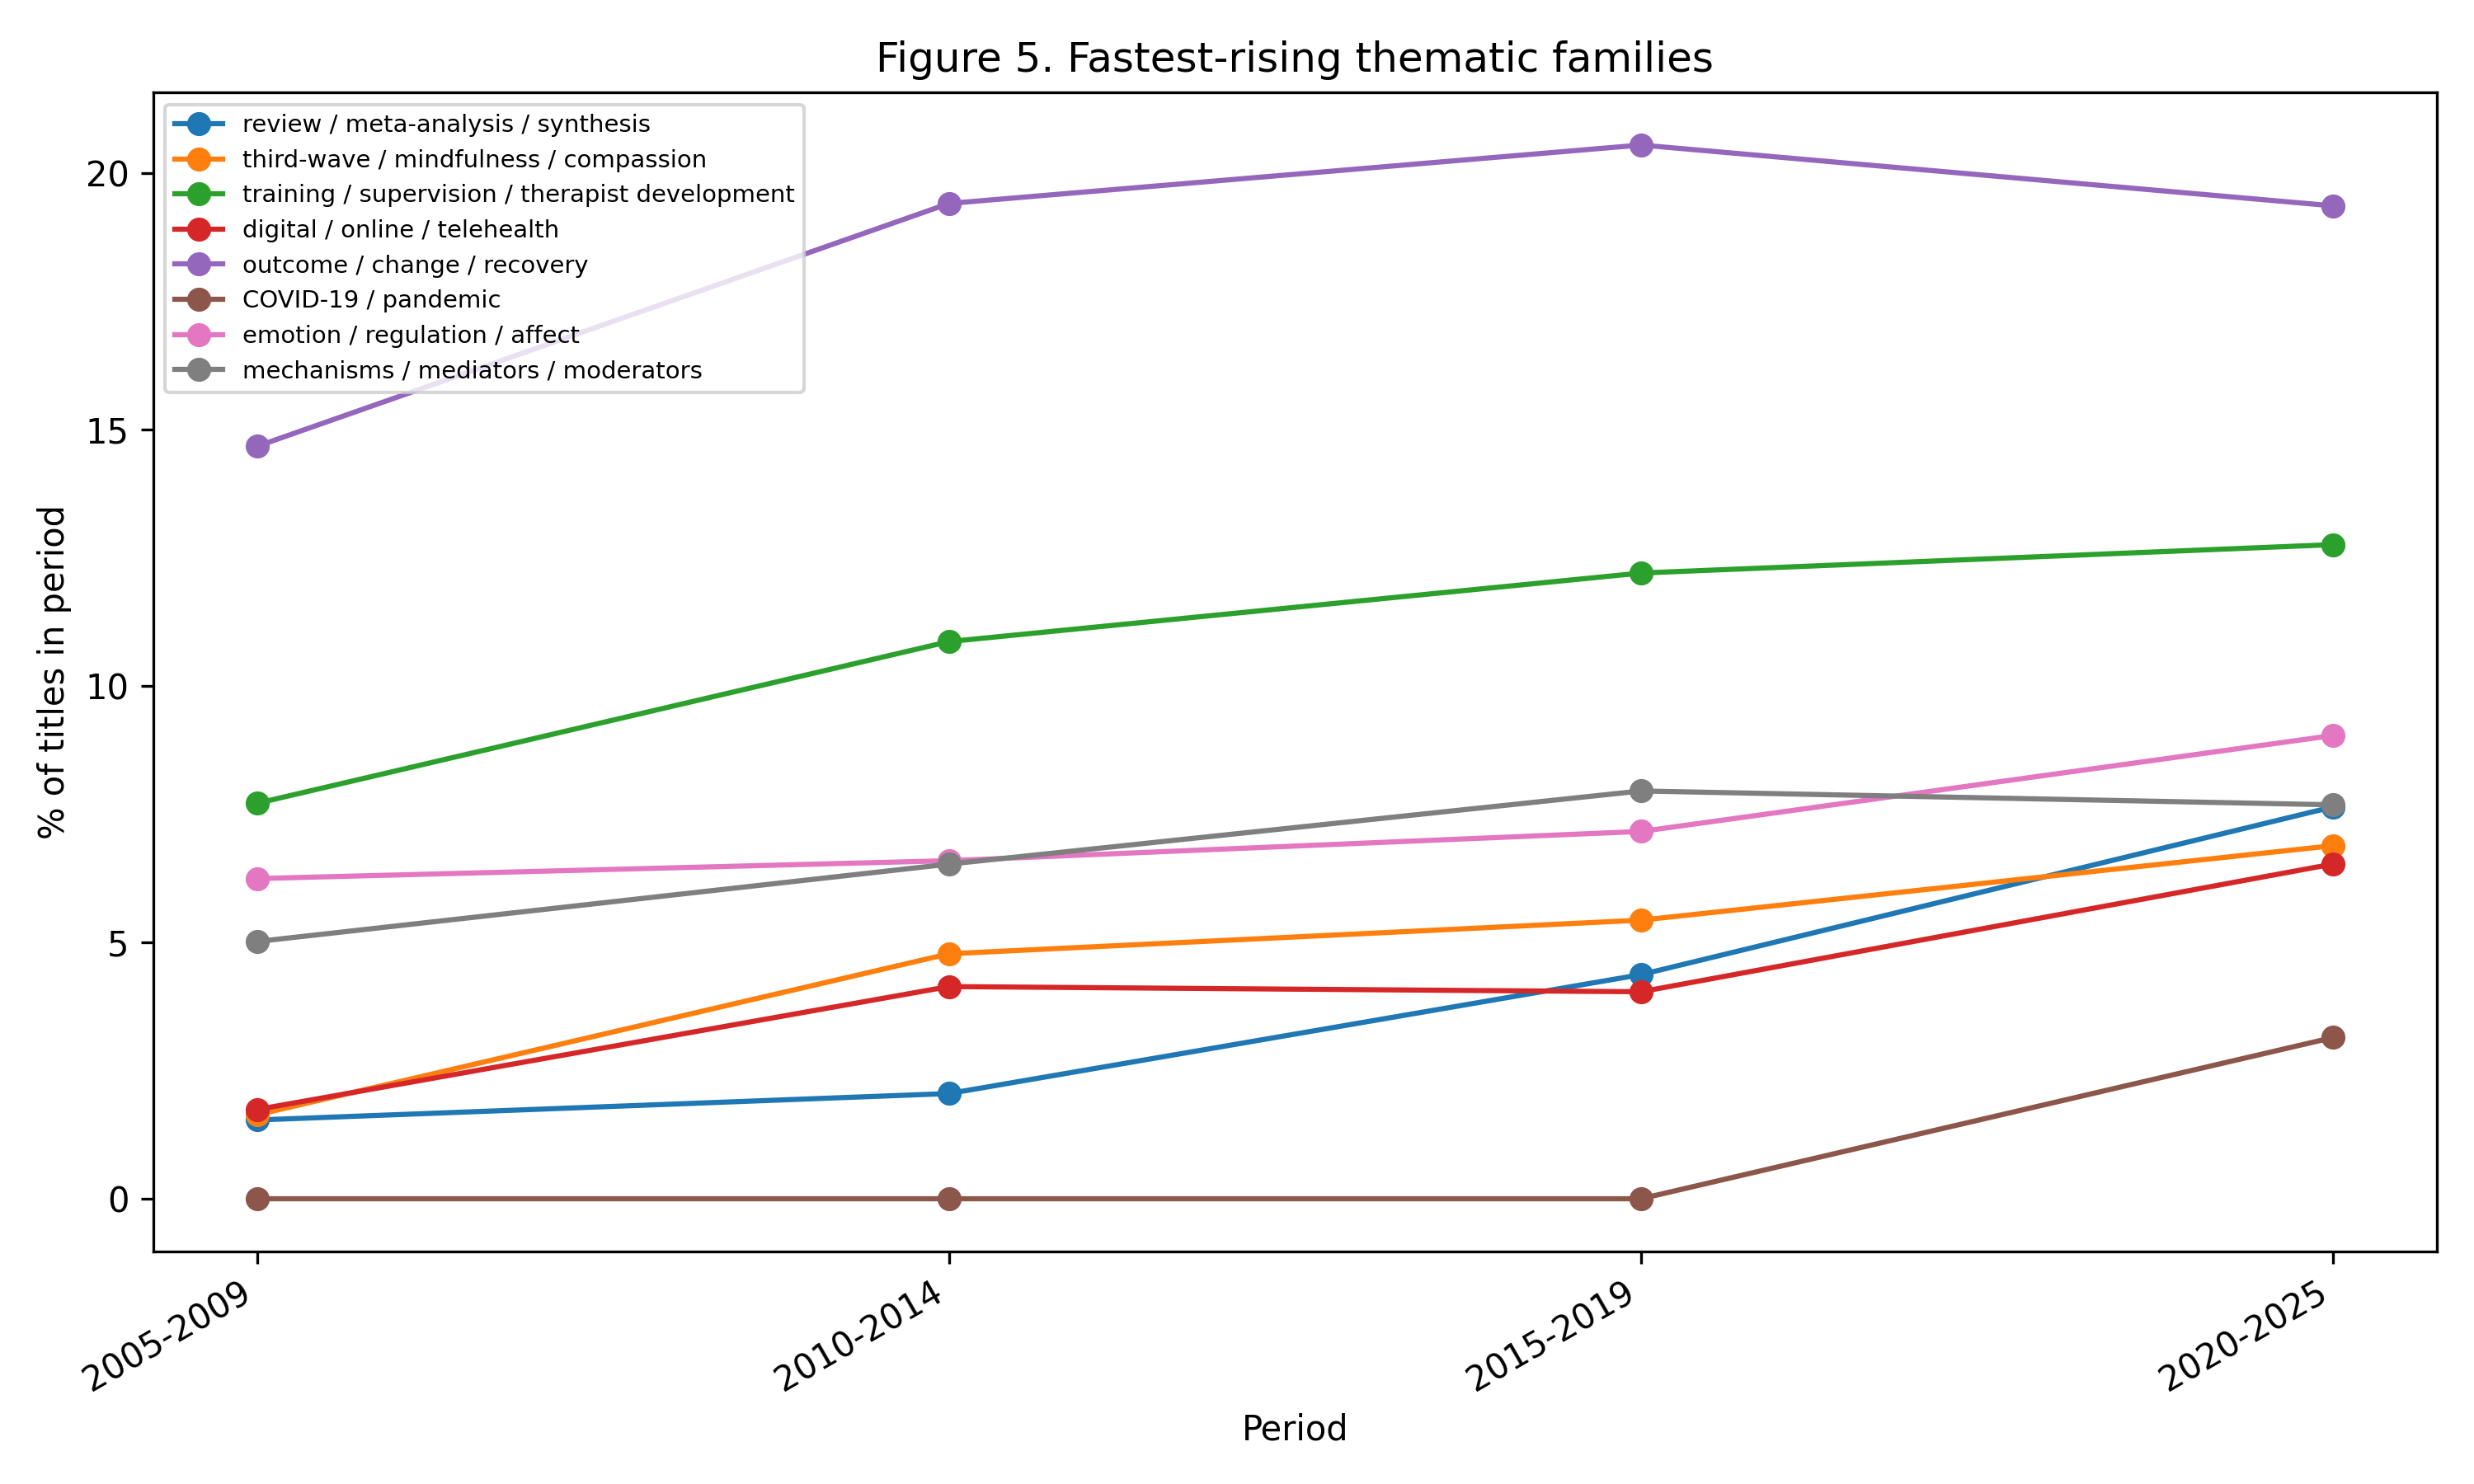 Figure 5. Fastest-rising thematic families
review / meta-analysis / synthesis
third-wave / mindfulness / compassion
training / supervision / therapist development
digital / online / telehealth
outcome / change / recovery
COVID-19 / pandemic
emotion / regulation / affect
mechanisms / mediators / moderators
% of titles in period
20
15
10
5
0
2005-2009
2010-2014
2015-2019
2020-2025
Period